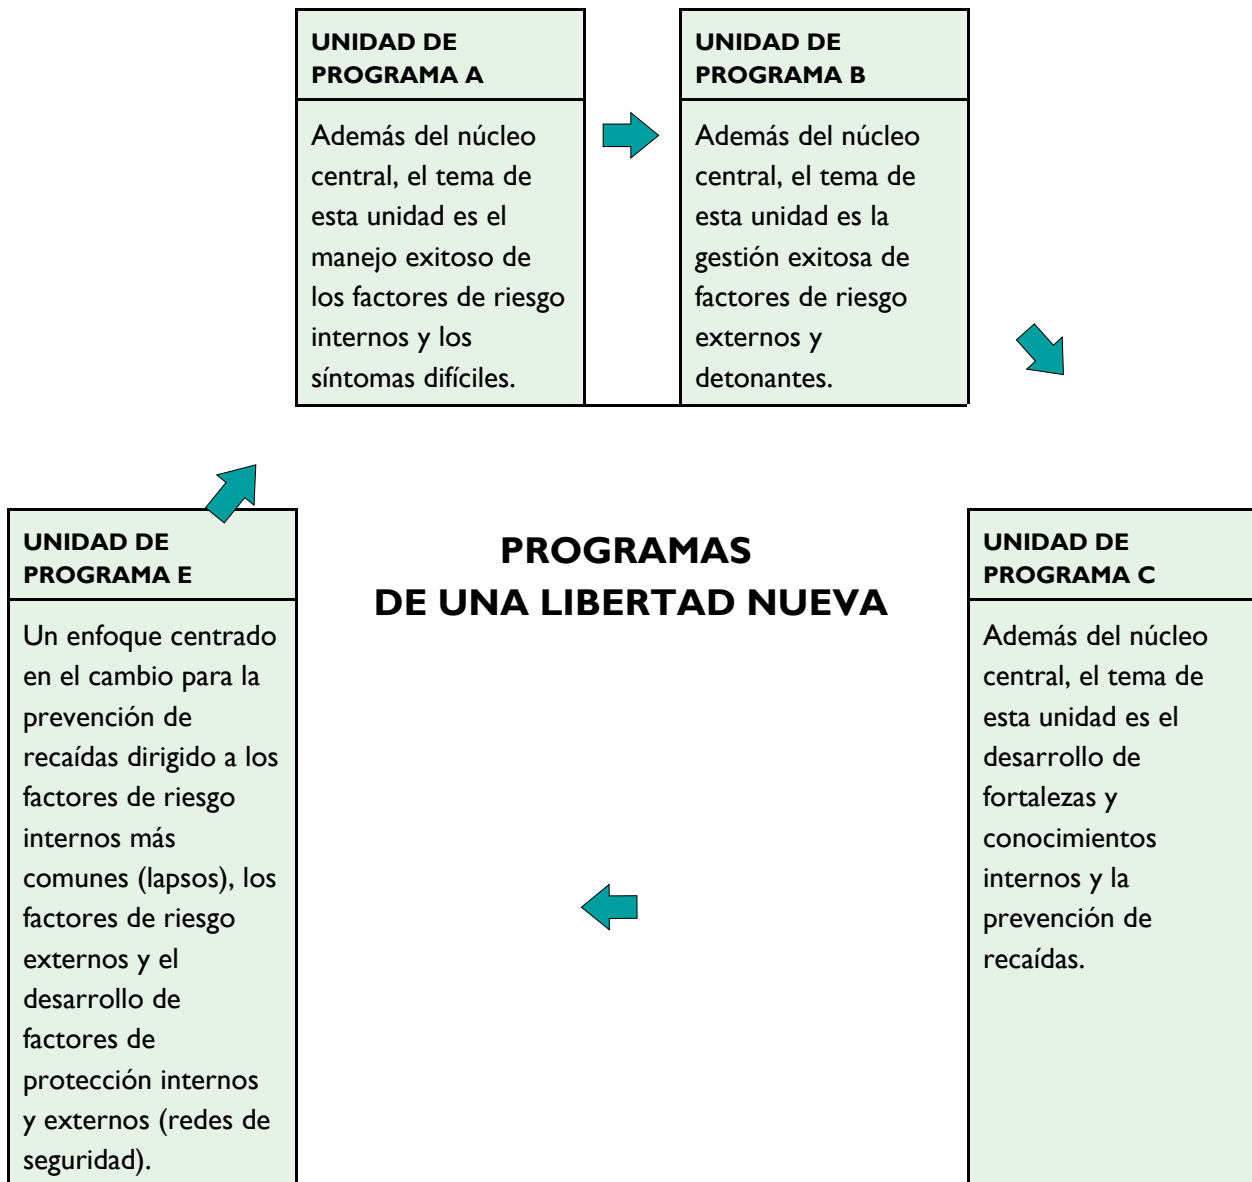 UNIDAD DE
PROGRAMA A
Además del núcleo
central, el tema de
esta unidad es el
manejo exitoso de
los factores de riesgo
internos y los
síntomas difíciles.
UNIDAD DE
PROGRAMA B
Además del núcleo
central, el tema de
esta unidad es la
gestión exitosa de
factores de riesgo
externos y
detonantes.
UNIDAD DE
PROGRAMA E
Un enfoque centrado
en el cambio para la
prevención de
recaídas dirigido a los
factores de riesgo
internos más
comunes (lapsos), los
factores de riesgo
externos y el
desarrollo de
factores de
protección internos
y externos (redes de
seguridad).
PROGRAMAS
DE UNA LIBERTAD NUEVA
UNIDAD DE
PROGRAMA C
Además del núcleo
central, el tema de
esta unidad es el
desarrollo de
fortalezas y
conocimientos
internos y la
prevención de
recaídas.